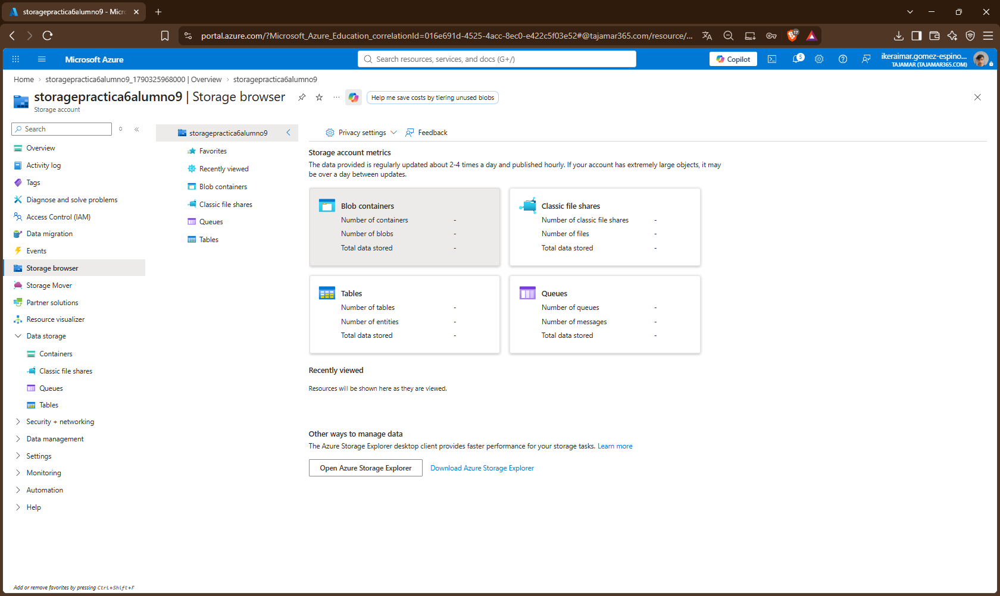 storagepractica6alumno9 - Micr
portal.azure.com/?Microsoft_Azure_Education_correlationId=016e691d-4525-4acc-8ec0-e422c5f03e52#@tajamar365.com/resource/...
17
Microsoft Azure
Search resources, services, and docs (G+/)
Copilot
5
ikeraimar.gomez-espino...
TAJAMAR (TAJAMAR365.COM)
Home > storagepractica6alumno9_1790325968000 | Overview > storagepractica6alumno9
storagepractica6alumno9 | Storage browser
Help me save costs by tiering unused blobs
Storage account
Search
Overview
Activity log
Tags
Diagnose and solve problems
Access Control (IAM)
Data migration
Events
Storage browser
Storage Mover
Partner solutions
Resource visualizer
Data storage
Containers
Classic file shares
Queues
Tables
Security + networking
Data management
Settings
Monitoring
Automation
Help
Add or remove favorites by pressing Ctrl+Shift+F
storagepractica6alumno9
Favorites
Recently viewed
Blob containers
Classic file shares
Queues
Tables
Privacy settings
Feedback
Storage account metrics
The data provided is regularly updated about 2-4 times a day and published hourly. If your account has extremely large objects, it may
be over a day between updates.
Blob containers
Number of containers -
Number of blobs -
Total data stored -
Classic file shares
Number of classic file shares -
Number of files -
Total data stored -
Tables
Number of tables -
Number of entities -
Total data stored -
Queues
Number of queues -
Number of messages -
Total data stored -
Recently viewed
Resources will be shown here as they are viewed.
Other ways to manage data
The Azure Storage Explorer desktop client provides faster performance for your storage tasks. Learn more
Open Azure Storage Explorer
Download Azure Storage Explorer